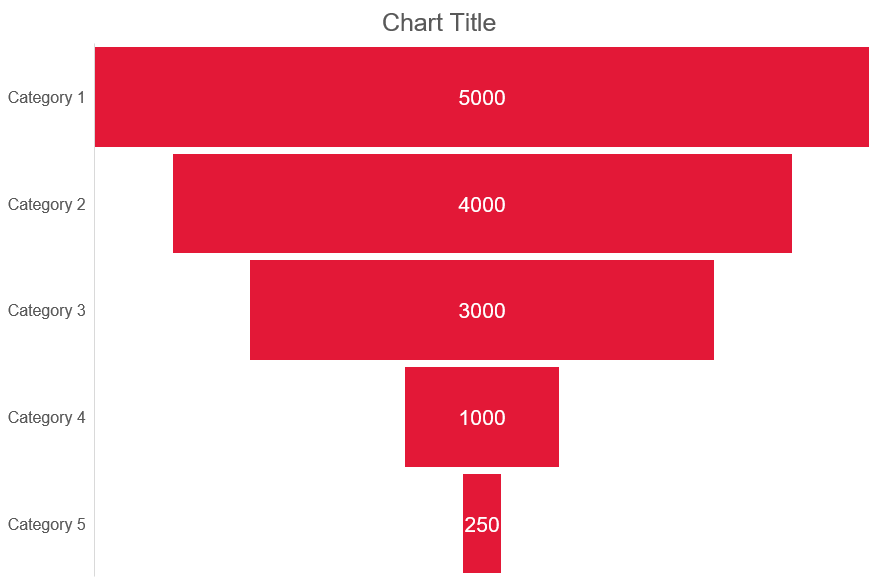 Chart Title
Category 1 5000
Category 2 4000
Category 3 3000
Category 4 1000
Category 5 250